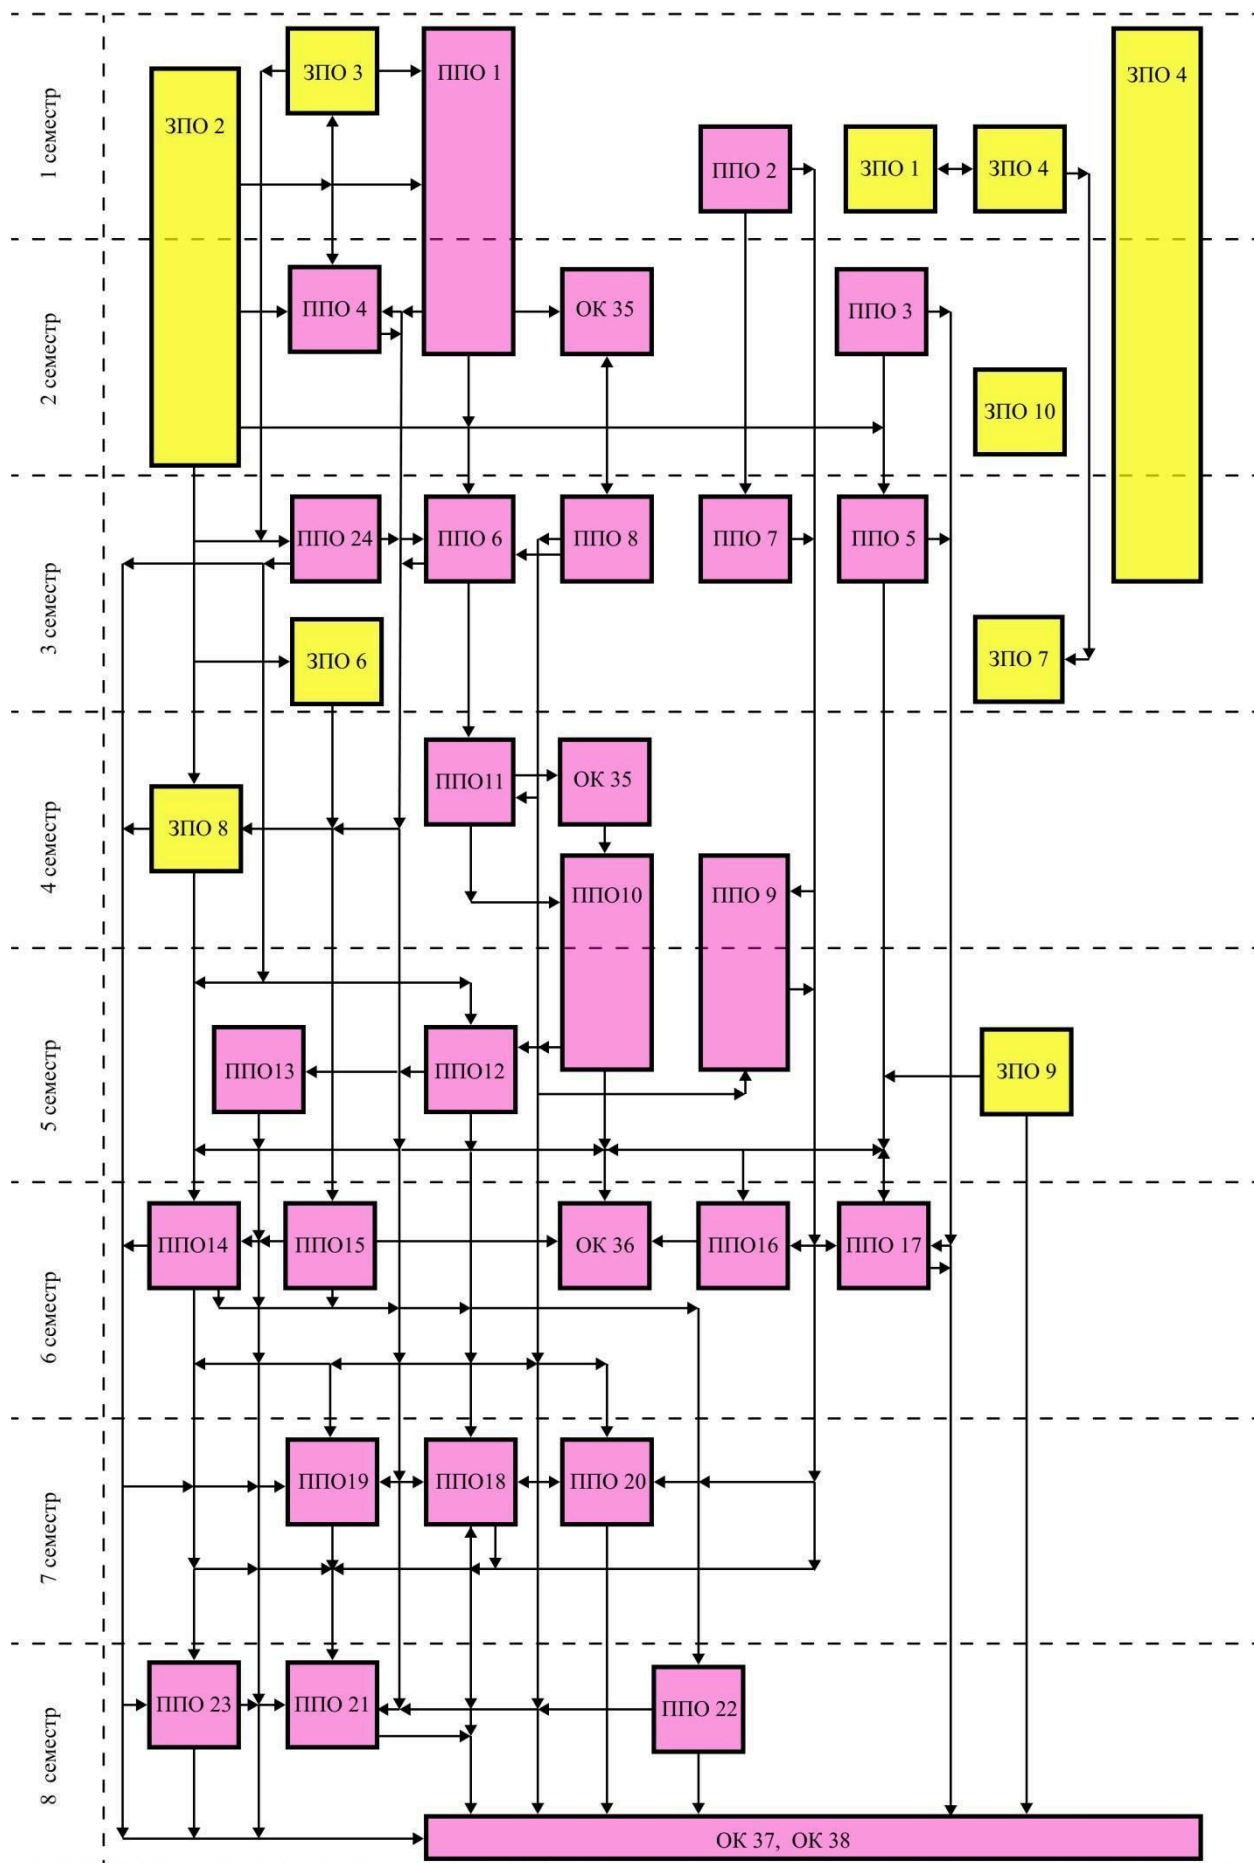 1 семестр
ЗПО 2
ЗПО 3
ППО 1
ППО 2
ЗПО 1
ЗПО 4
ЗПО 4
2 семестр
ППО 4
ОК 35
ППО 3
ЗПО 10
3 семестр
ППО 24
ППО 6
ППО 8
ППО 7
ППО 5
ЗПО 6
ЗПО 7
4 семестр
ППО11
ОК 35
ЗПО 8
ППО10
ППО 9
5 семестр
ППО13
ППО12
ЗПО 9
6 семестр
ППО14
ППО15
ОК 36
ППО16
ППО 17
7 семестр
ППО19
ППО18
ППО 20
8 семестр
ППО 23
ППО 21
ППО 22
ОК 37, ОК 38